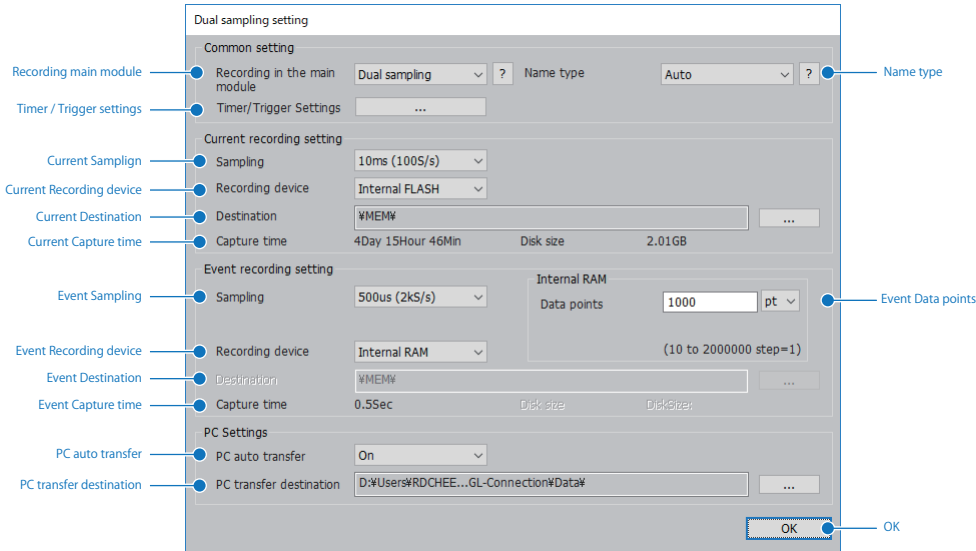 Dual sampling setting
Common setting
Recording main module
Recording in the main
module
Dual sampling
?
Name type
Auto
?
Name type
Timer / Trigger settings
Timer/Trigger Settings
...
Current recording setting
Current Samplign
Sampling
10ms (100S/s)
Current Recording device
Recording device
Internal FLASH
Current Destination
Destination
¥MEM¥
...
Current Capture time
Capture time
4Day 15Hour 46Min
Disk size
2.01GB
Event recording setting
Internal RAM
Event Sampling
Sampling
500us (2kS/s)
Data points
1000
pt
Event Data points
Event Recording device
Recording device
Internal RAM
(10 to 2000000 step=1)
Event Destination
Destination
¥MEM¥
...
Event Capture time
Capture time
0.5Sec
Disk size
DiskSize:
PC Settings
PC auto transfer
PC auto transfer
On
PC transfer destination
PC transfer destination
D:¥Users¥RDCHEE...GL-Connection¥Data¥
...
OK
OK